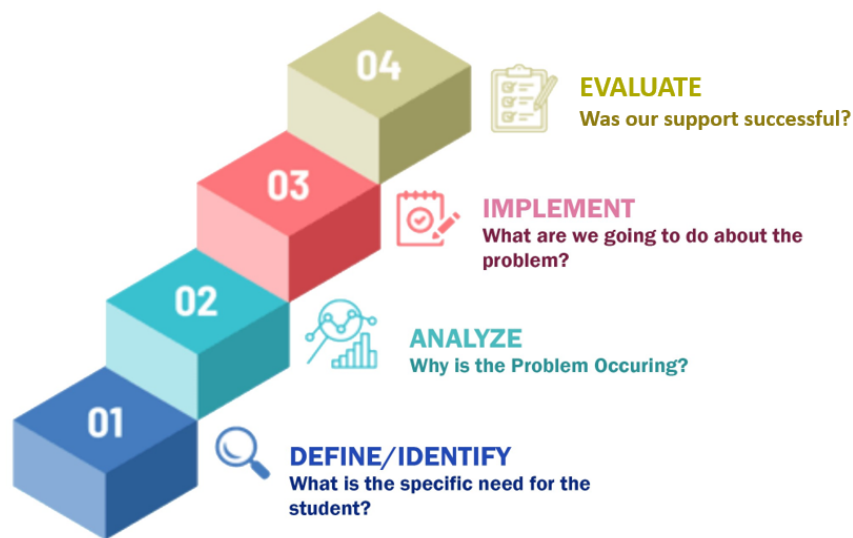 04
EVALUATE
Was our support successful?
03
IMPLEMENT
What are we going to do about the
problem?
02
ANALYZE
Why is the Problem Occuring?
01
DEFINE/IDENTIFY
What is the specific need for the
student?